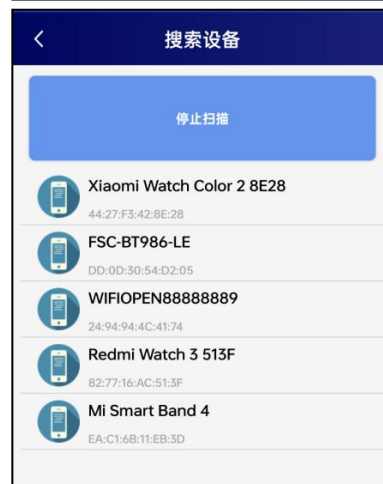 搜索设备
停止扫描
Xiaomi Watch Color 2 8E28
44:27:F3:42:8E:28
FSC-BT986-LE
DD:0D:30:54:D2:05
WIFIOPEN88888889
24:94:94:4C:41:74
Redmi Watch 3 513F
82:77:16:AC:51:3F
Mi Smart Band 4
EA:C1:6B:11:EB:3D